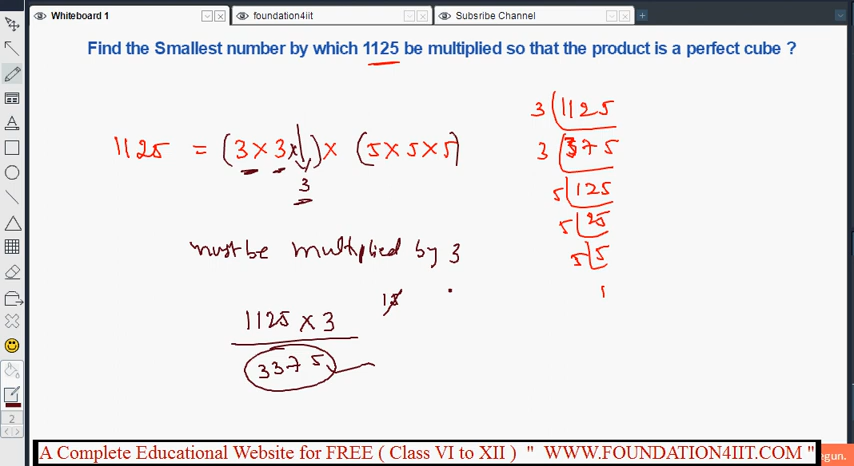 Whiteboard 1
foundation4iit
Subsribe Channel
Find the Smallest number by which 1125 be multiplied so that the product is a perfect cube ?
1125 = (3 × 3 × ) × (5 × 5 × 5)
3
3 1125
3 375
5 125
5 25
5 5
1
must be multiplied by 3
1125 × 3
3375
2
A Complete Educational Website for FREE ( Class VI to XII ) " WWW.FOUNDATION4IIT.COM "
egun.